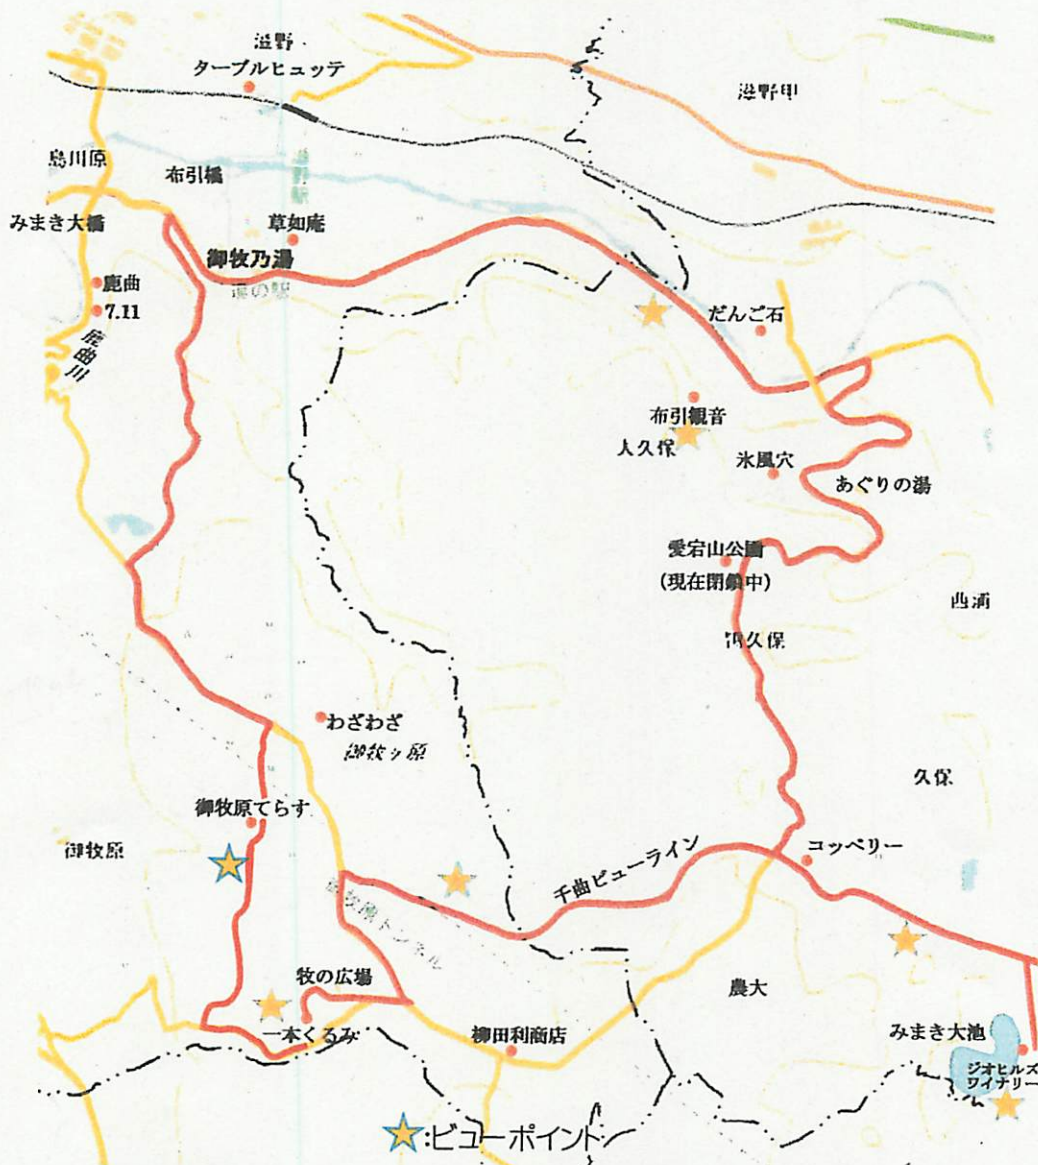 滋野
ターブルヒュッテ
滋野甲
島川原
布引橋
みまき大橋
草如庵
御牧乃湯
鹿曲
7.11
鹿曲川
だんご石
布引観音
大久保
氷風穴
あぐりの湯
愛宕山公園
(現在閉鎖中)
西浦
わざわざ
御牧ヶ原
久保
御牧原てらす
御牧原
コッペリー
千曲ビューライン
牧の広場
農大
一本くるみ
柳田利商店
みまき大池
ジオヒルズ
ワイナリー
:ビューポイント